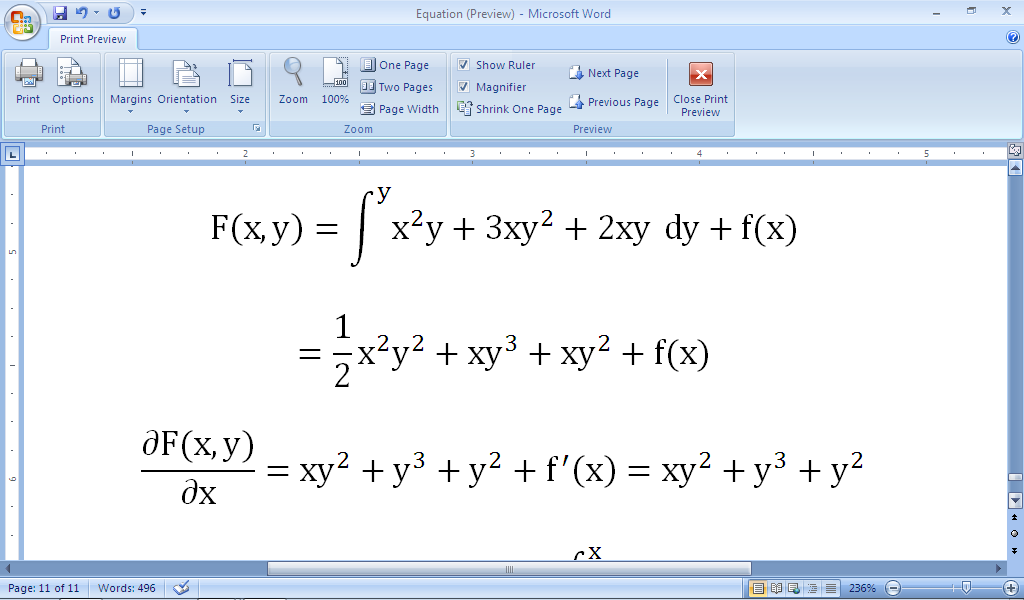 Equation (Preview) - Microsoft Word
Print Preview
Print
Options
Margins
Orientation
Size
Zoom
100%
One Page
Two Pages
Page Width
Show Ruler
Magnifier
Shrink One Page
Next Page
Previous Page
Close Print Preview
Print
Page Setup
Zoom
Preview
2 3 4 5
5
6
F(x, y) = ∫^y x²y + 3xy² + 2xy dy + f(x)
= 1/2 x²y² + xy³ + xy² + f(x)
∂F(x, y)/∂x = xy² + y³ + y² + f′(x) = xy² + y³ + y²
∫^x
Page: 11 of 11
Words: 496
236%